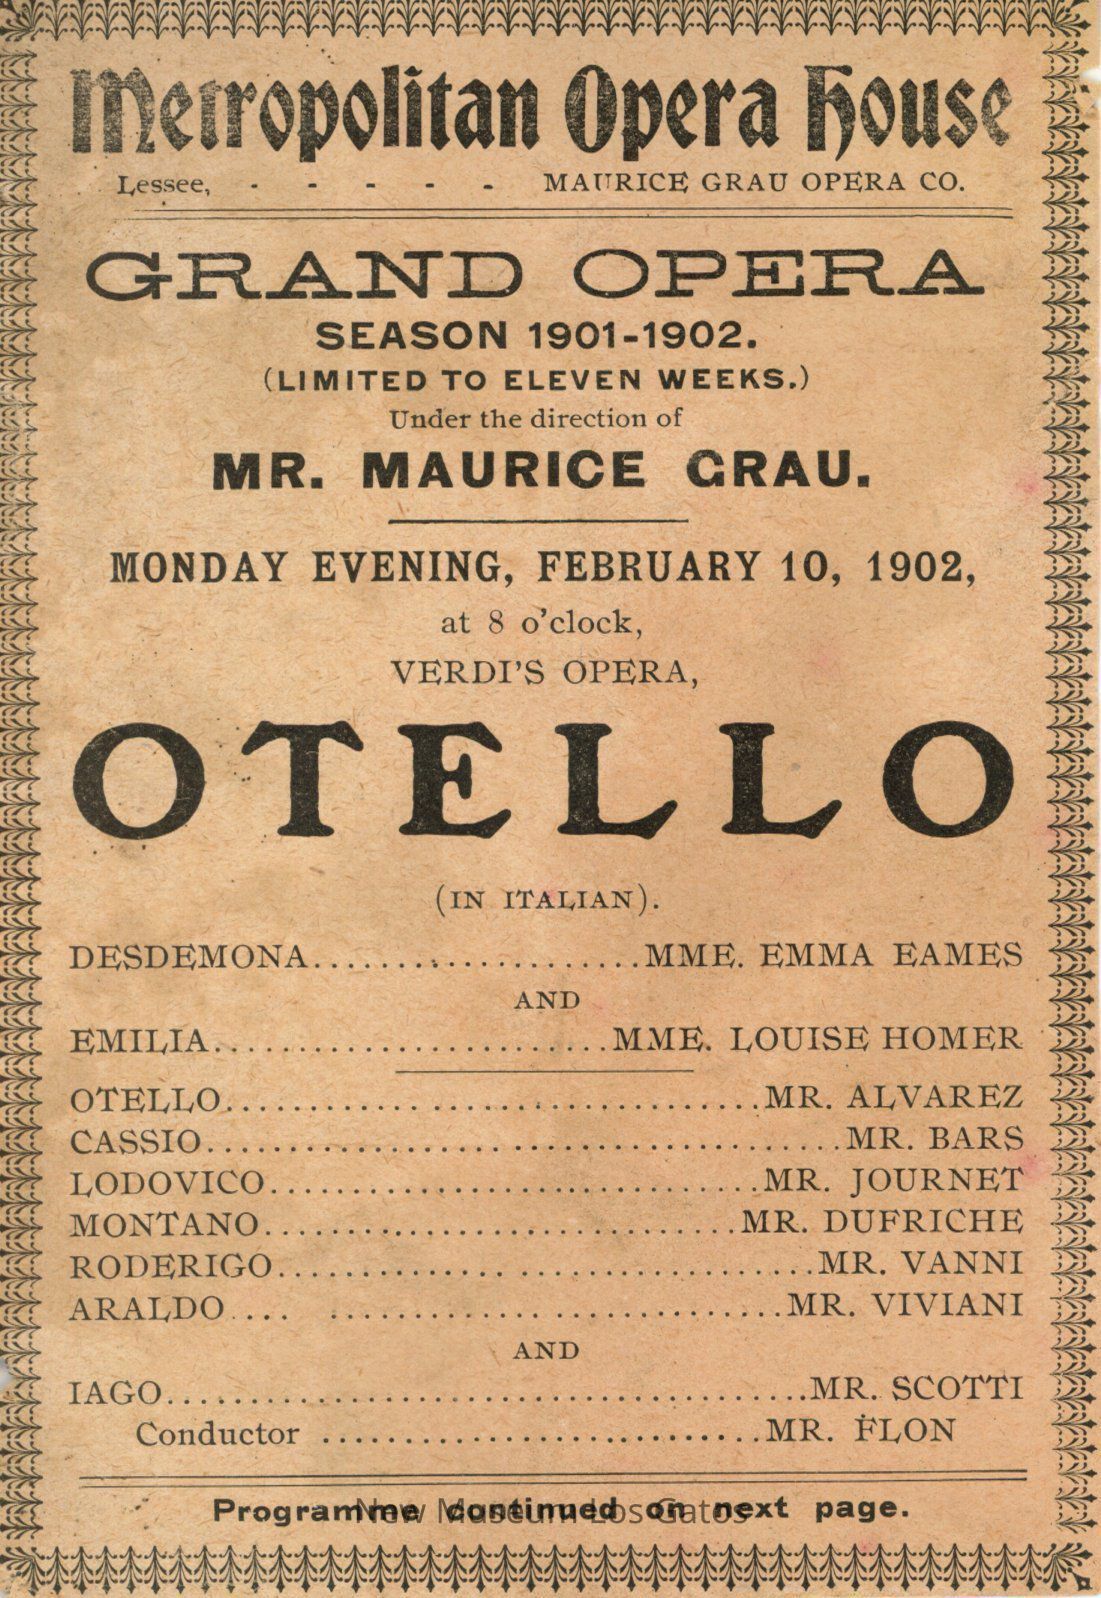 Metropolitan Opera House
Lessee, - - - - - MAURICE GRAU OPERA CO.
GRAND OPERA
SEASON 1901-1902.
(LIMITED TO ELEVEN WEEKS.)
Under the direction of
MR. MAURICE GRAU.
MONDAY EVENING, FEBRUARY 10, 1902,
at 8 o'clock,
VERDI'S OPERA,
OTELLO
(IN ITALIAN).
DESDEMONA....................MME. EMMA EAMES
AND
EMILIA........................MME. LOUISE HOMER
OTELLO................................MR. ALVAREZ
CASSIO......................................MR. BARS
LODOVICO.............................MR. JOURNET
MONTANO............................MR. DUFRICHE
RODERIGO................................MR. VANNI
ARALDO.... ...........................MR. VIVIANI
AND
IAGO.......................................MR. SCOTTI
Conductor ...........................MR. FLON
Programme continued on next page.
New Museum Los Gatos